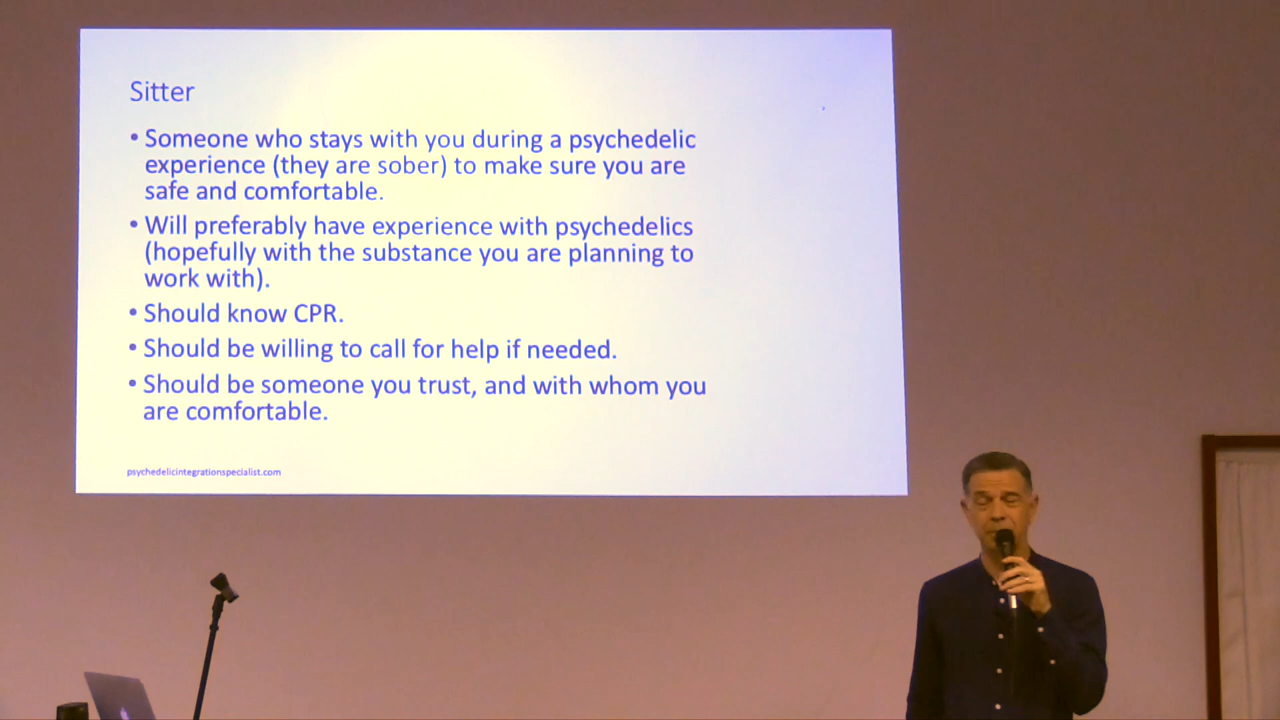 Sitter
• Someone who stays with you during a psychedelic
experience (they are sober) to make sure you are
safe and comfortable.
• Will preferably have experience with psychedelics
(hopefully with the substance you are planning to
work with).
• Should know CPR.
• Should be willing to call for help if needed.
• Should be someone you trust, and with whom you
are comfortable.
psychedelicintegrationspecialist.com